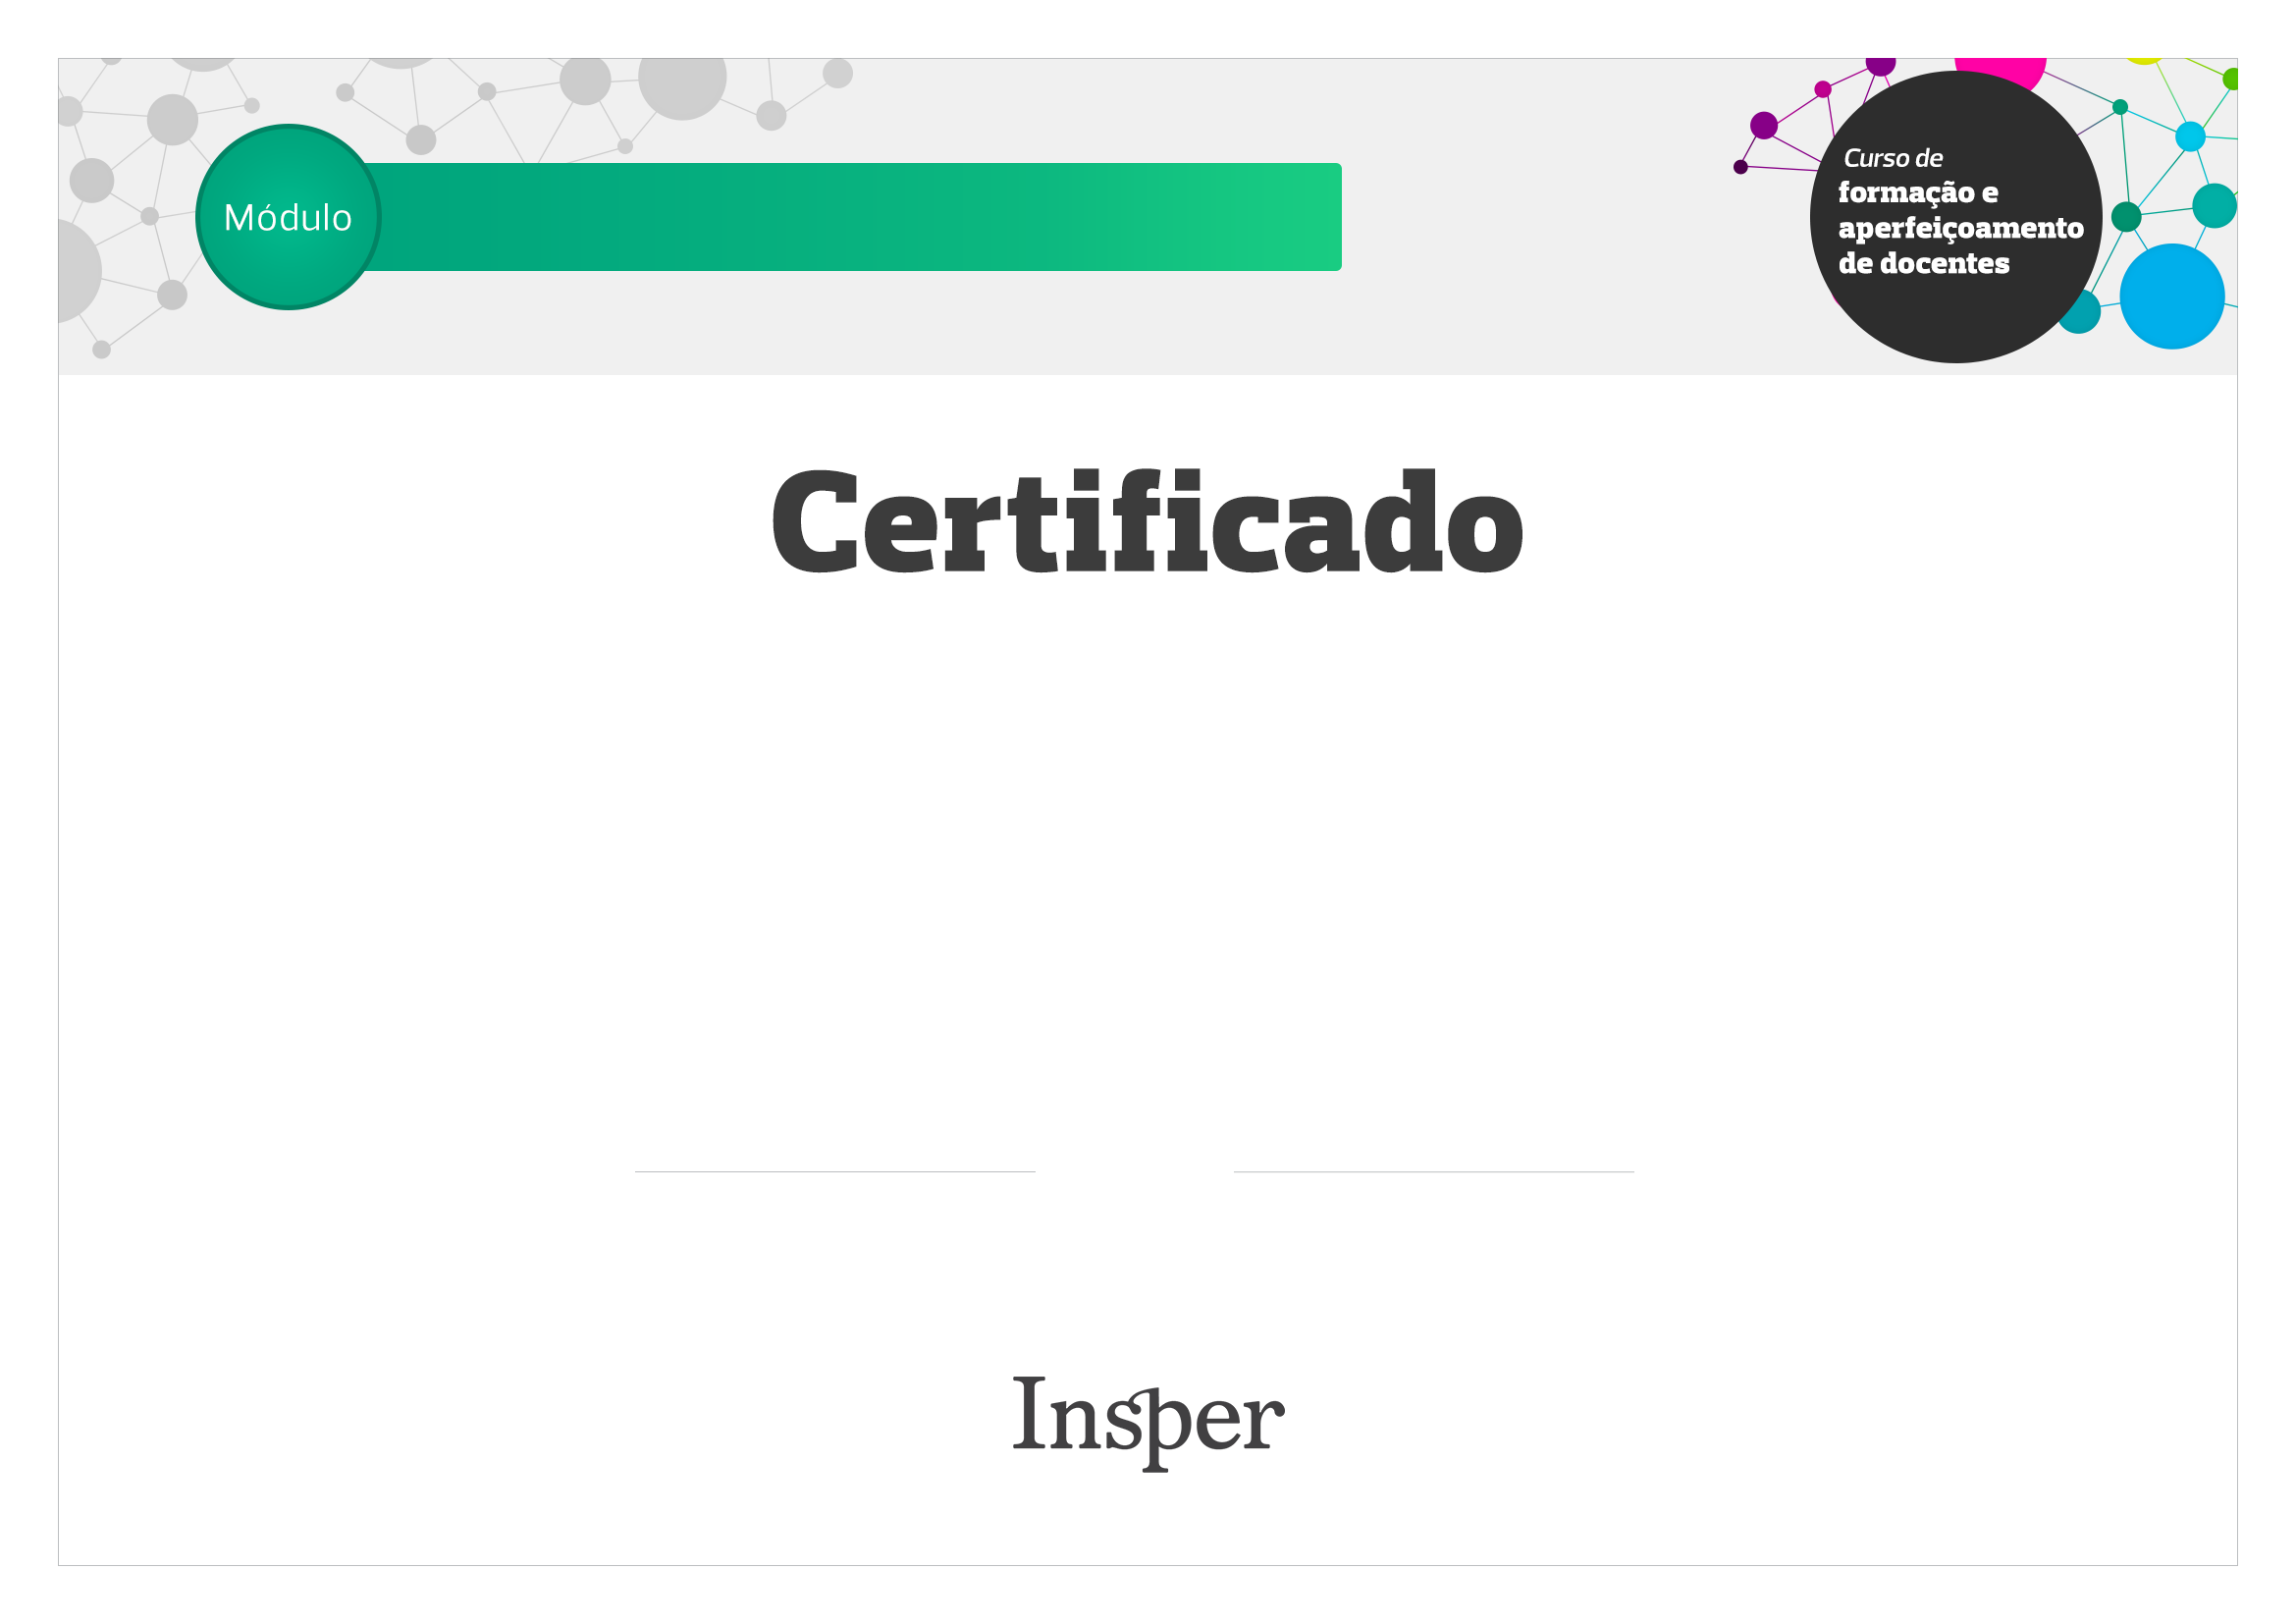 Módulo
Curso de
formação e
aperfeiçoamento
de docentes
Certificado
Insper